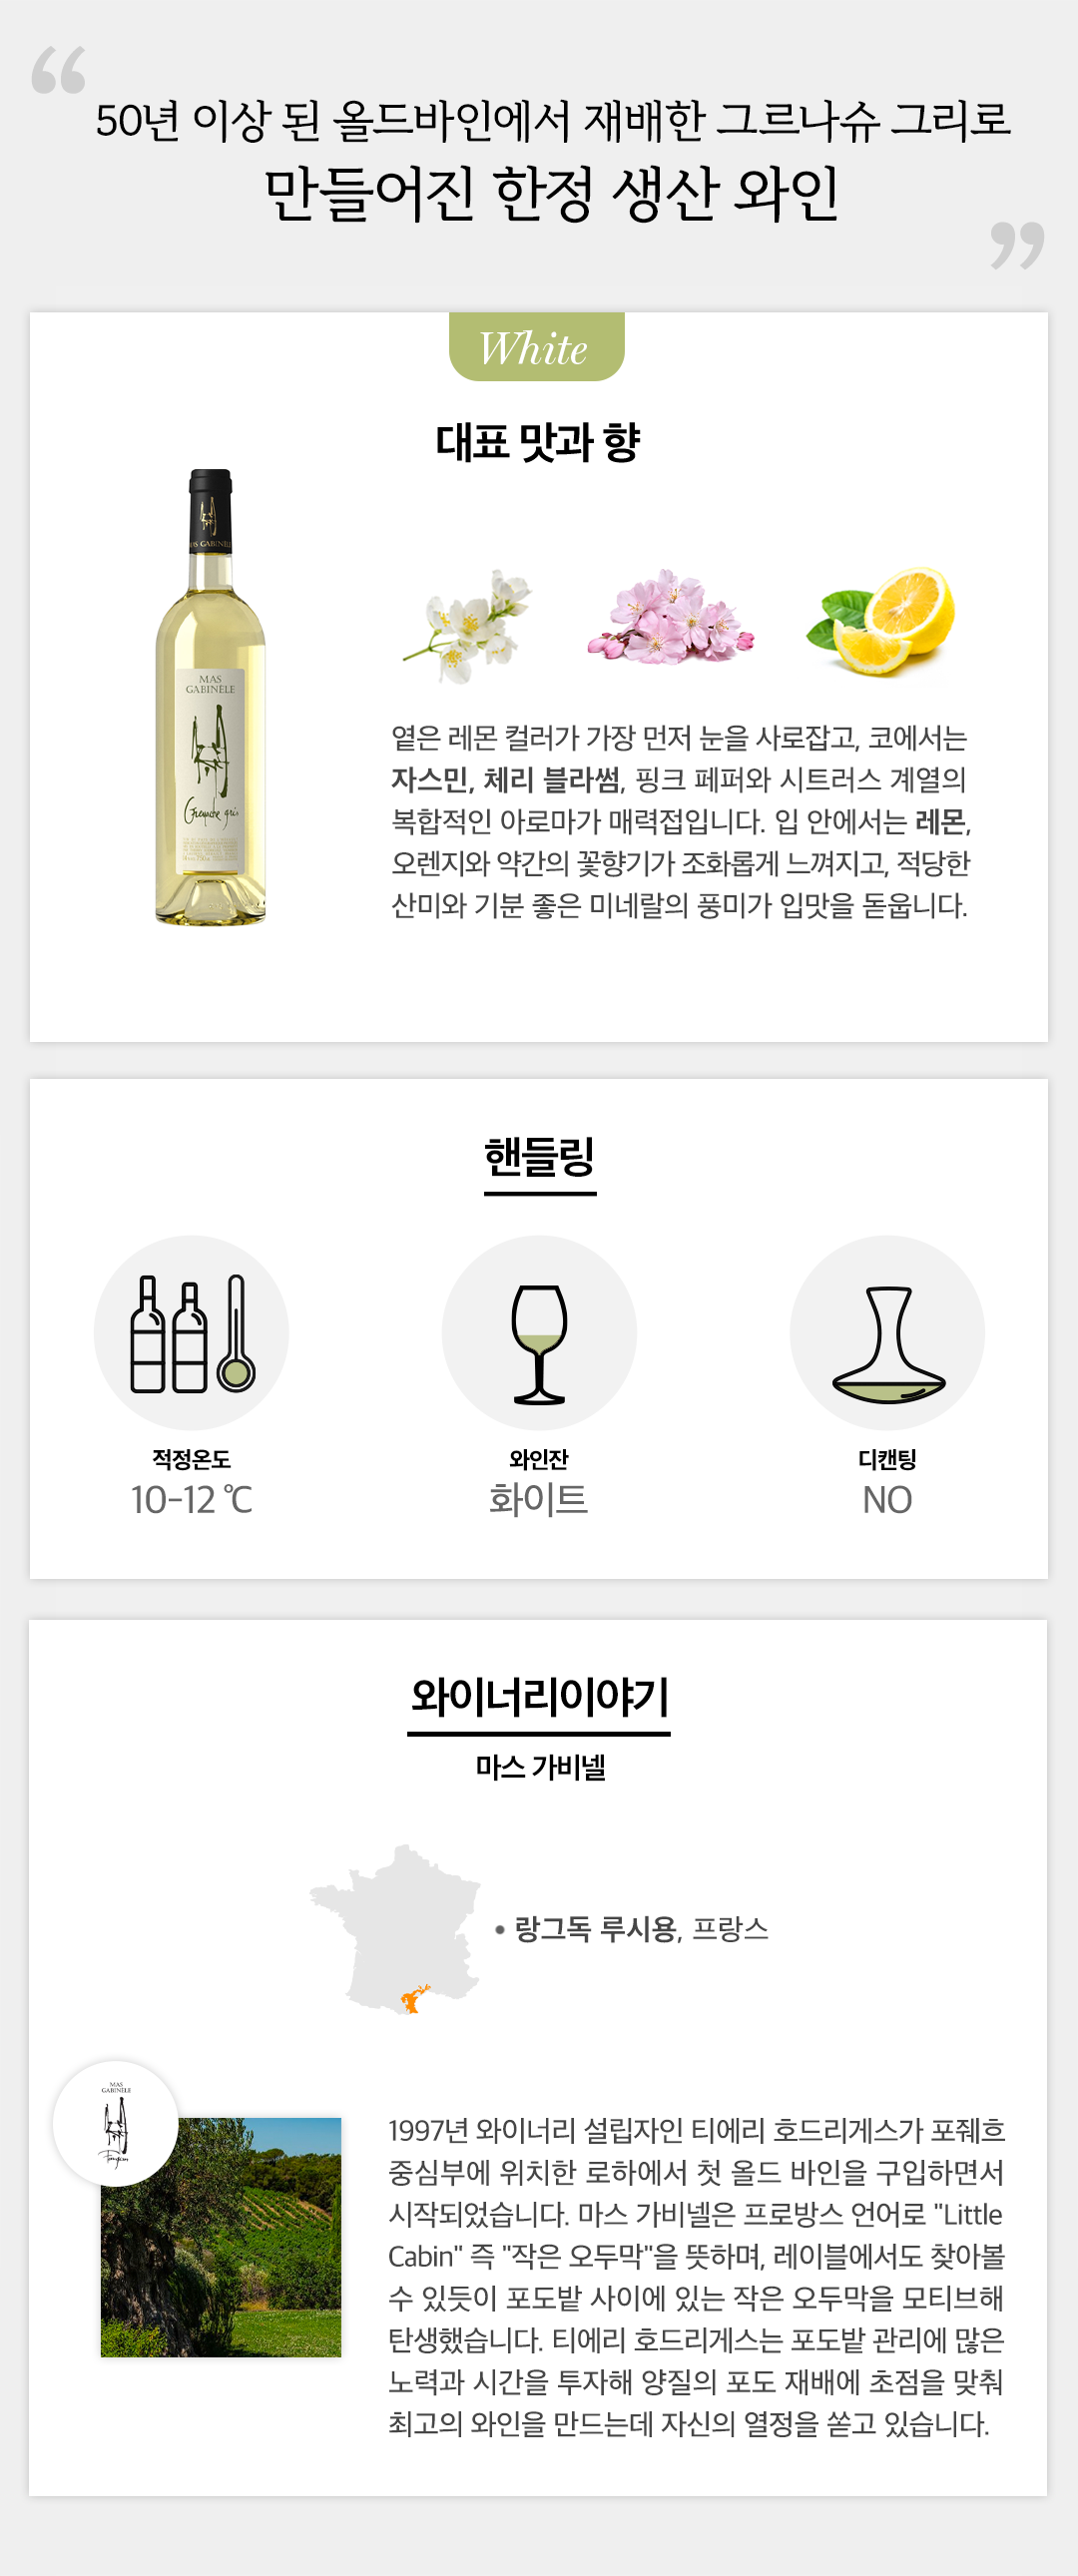 “
50년 이상 된 올드바인에서 재배한 그르나슈 그리로
만들어진 한정 생산 와인
”
White
대표 맛과 향
MAS GABINELE
MAS
GABINÈLE
Grenache gris
옅은 레몬 컬러가 가장 먼저 눈을 사로잡고, 코에서는
자스민, 체리 블라썸, 핑크 페퍼와 시트러스 계열의
복합적인 아로마가 매력접입니다. 입 안에서는 레몬,
오렌지와 약간의 꽃향기가 조화롭게 느껴지고, 적당한
산미와 기분 좋은 미네랄의 풍미가 입맛을 돋웁니다.
핸들링
적정온도
10-12 ℃
와인잔
화이트
디캔팅
NO
와이너리이야기
마스 가비넬
• 랑그독 루시용, 프랑스
MAS
GABINÈLE
1997년 와이너리 설립자인 티에리 호드리게스가 포줴흐
중심부에 위치한 로하에서 첫 올드 바인을 구입하면서
시작되었습니다. 마스 가비넬은 프로방스 언어로 "Little
Cabin" 즉 "작은 오두막"을 뜻하며, 레이블에서도 찾아볼
수 있듯이 포도밭 사이에 있는 작은 오두막을 모티브해
탄생했습니다. 티에리 호드리게스는 포도밭 관리에 많은
노력과 시간을 투자해 양질의 포도 재배에 초점을 맞춰
최고의 와인을 만드는데 자신의 열정을 쏟고 있습니다.